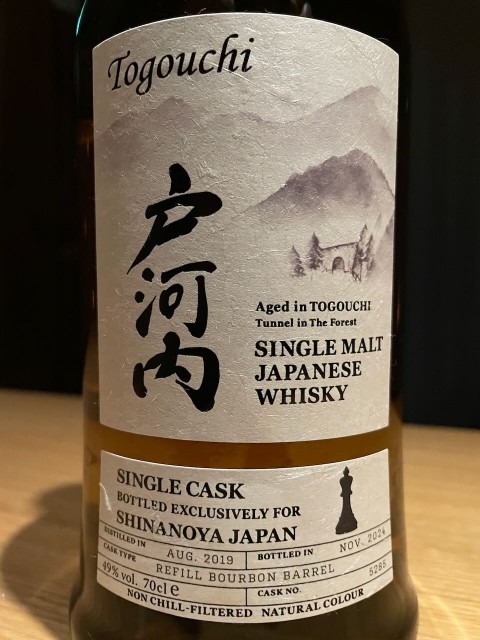 Togouchi
戸河内
Aged in TOGOUCHI
Tunnel in The Forest
SINGLE MALT
JAPANESE
WHISKY
SINGLE CASK
BOTTLED EXCLUSIVELY FOR
SHINANOYA JAPAN
DISTILLED IN AUG. 2019 BOTTLED IN NOV. 2024
CASK TYPE REFILL BOURBON BARREL
49% vol. 70cl e CASK NO. 5285
NON CHILL-FILTERED NATURAL COLOUR